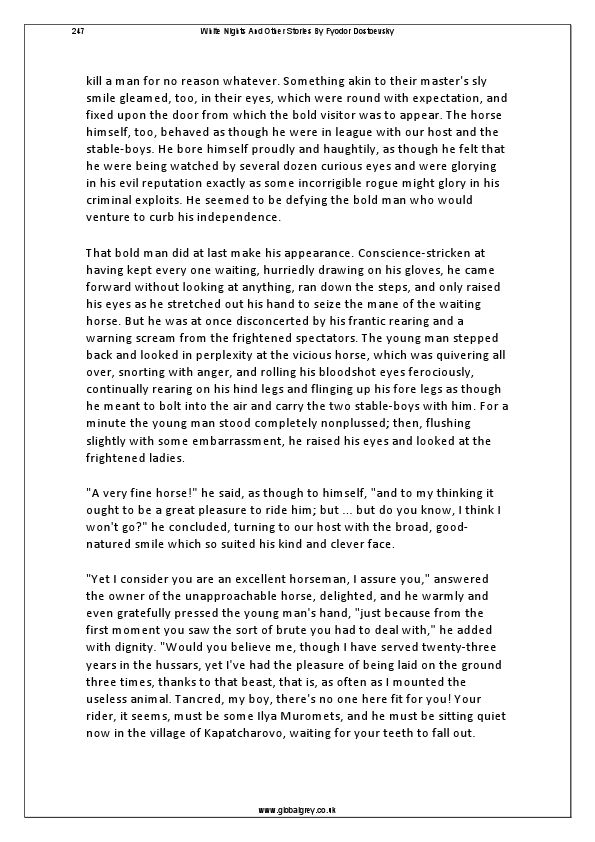 247
White Nights And Other Stories By Fyodor Dostoevsky
kill a man for no reason whatever. Something akin to their master's sly
smile gleamed, too, in their eyes, which were round with expectation, and
fixed upon the door from which the bold visitor was to appear. The horse
himself, too, behaved as though he were in league with our host and the
stable-boys. He bore himself proudly and haughtily, as though he felt that
he were being watched by several dozen curious eyes and were glorying
in his evil reputation exactly as some incorrigible rogue might glory in his
criminal exploits. He seemed to be defying the bold man who would
venture to curb his independence.
That bold man did at last make his appearance. Conscience-stricken at
having kept every one waiting, hurriedly drawing on his gloves, he came
forward without looking at anything, ran down the steps, and only raised
his eyes as he stretched out his hand to seize the mane of the waiting
horse. But he was at once disconcerted by his frantic rearing and a
warning scream from the frightened spectators. The young man stepped
back and looked in perplexity at the vicious horse, which was quivering all
over, snorting with anger, and rolling his bloodshot eyes ferociously,
continually rearing on his hind legs and flinging up his fore legs as though
he meant to bolt into the air and carry the two stable-boys with him. For a
minute the young man stood completely nonplussed; then, flushing
slightly with some embarrassment, he raised his eyes and looked at the
frightened ladies.
"A very fine horse!" he said, as though to himself, "and to my thinking it
ought to be a great pleasure to ride him; but ... but do you know, I think I
won't go?" he concluded, turning to our host with the broad, good-
natured smile which so suited his kind and clever face.
"Yet I consider you are an excellent horseman, I assure you," answered
the owner of the unapproachable horse, delighted, and he warmly and
even gratefully pressed the young man's hand, "just because from the
first moment you saw the sort of brute you had to deal with," he added
with dignity. "Would you believe me, though I have served twenty-three
years in the hussars, yet I've had the pleasure of being laid on the ground
three times, thanks to that beast, that is, as often as I mounted the
useless animal. Tancred, my boy, there's no one here fit for you! Your
rider, it seems, must be some Ilya Muromets, and he must be sitting quiet
now in the village of Kapatcharovo, waiting for your teeth to fall out.
www.globalgrey.co.uk